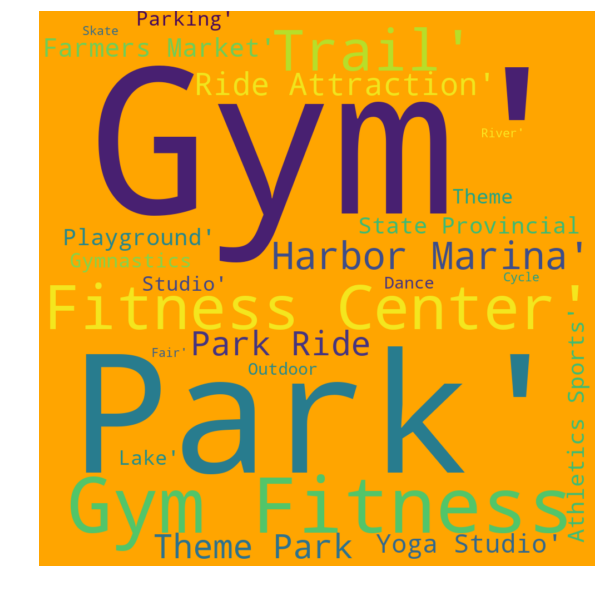 Parking'
Skate
Farmers Market'
Trail'
Ride Attraction'
Gym'
River'
Theme
State Provincial
Playground'
Harbor Marina'
Gymnastics
Studio'
Dance
Cycle
Fitness Center'
Park Ride
Fair'
Outdoor
Park'
Athletics Sports'
Lake'
Gym Fitness
Theme Park
Yoga Studio'